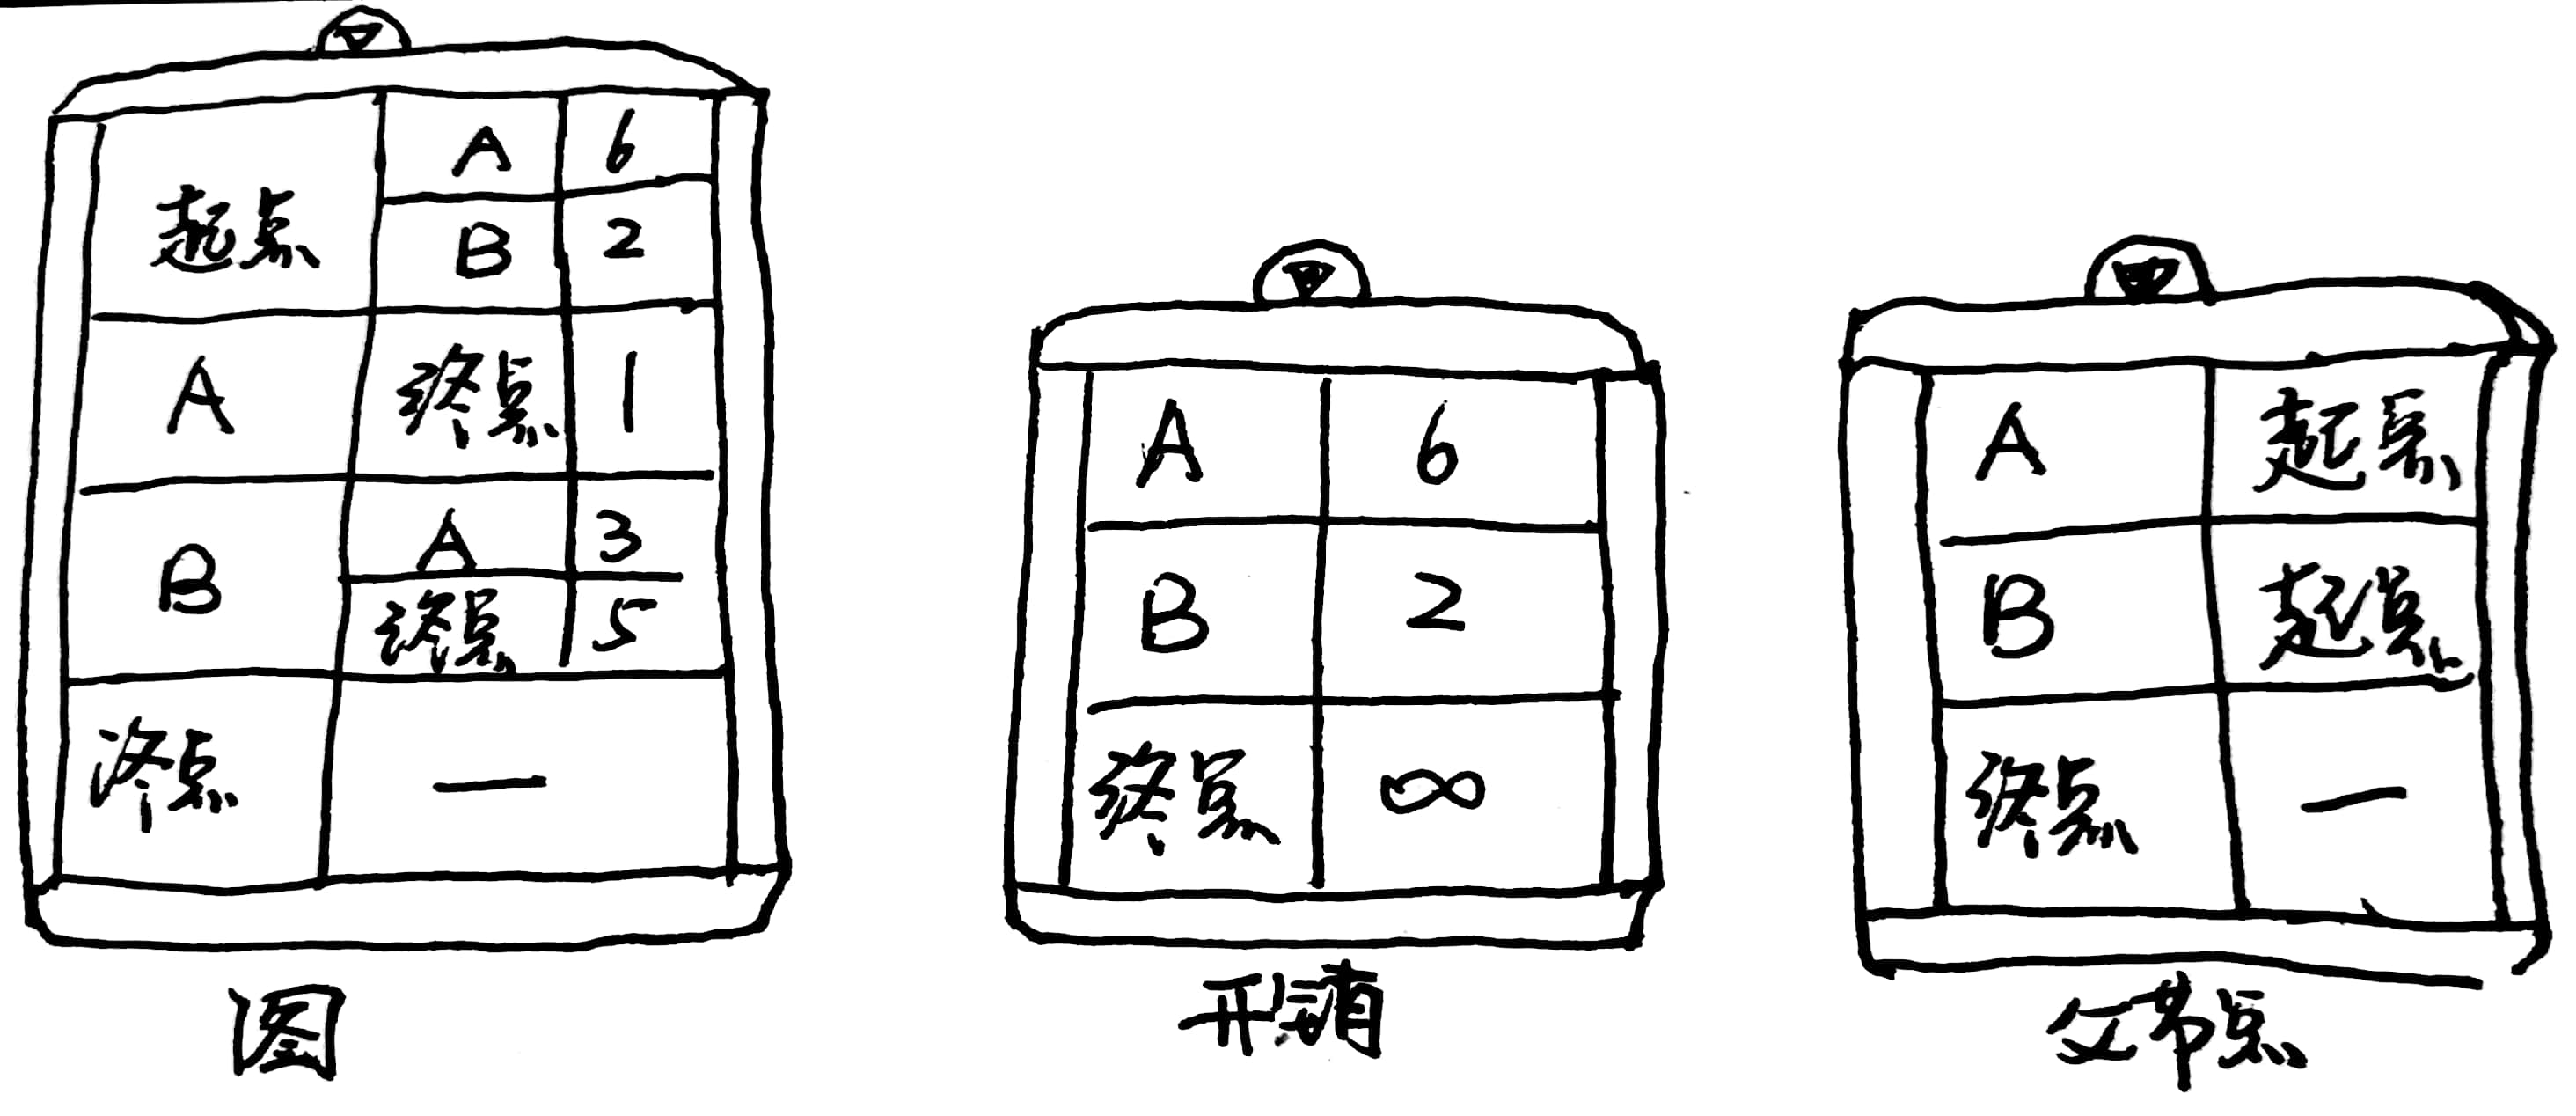 起点 A 6
B 2
A 终点 1
B A 3
终点 5
终点 —
图
A 6
B 2
终点 ∞
开销
A 起点
B 起点
终点 —
父节点